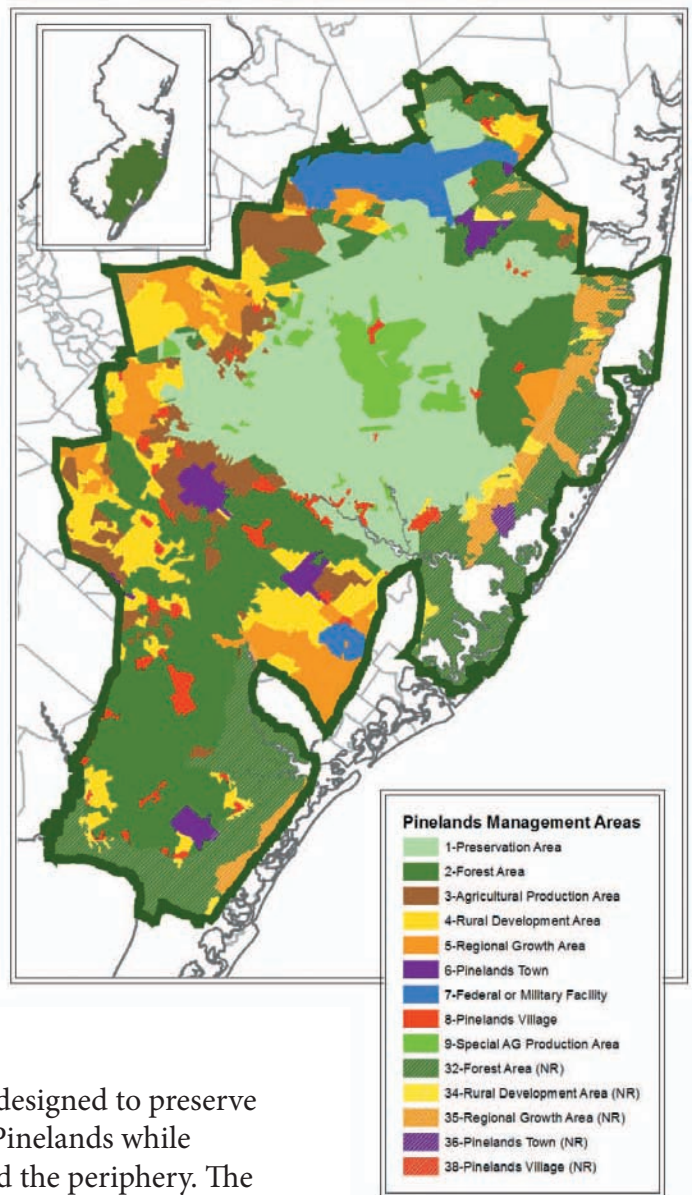 Pinelands Management Areas
1-Preservation Area
2-Forest Area
3-Agricultural Production Area
4-Rural Development Area
5-Regional Growth Area
6-Pinelands Town
7-Federal or Military Facility
8-Pinelands Village
9-Special AG Production Area
32-Forest Area (NR)
34-Rural Development Area (NR)
35-Regional Growth Area (NR)
36-Pinelands Town (NR)
38-Pinelands Village (NR)
designed to preserve
Pinelands while
d the periphery. The